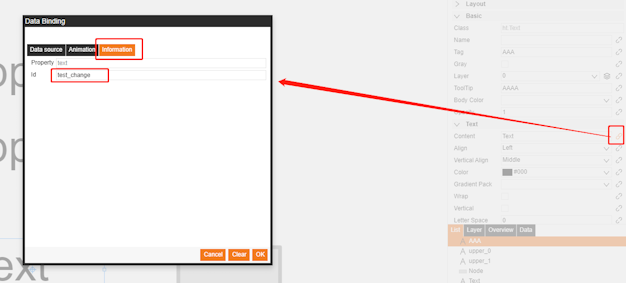 Data Binding
Data source Animation Information
Property text
Id test_change
Cancel Clear OK
ext
Layout
Basic
Class ht.Text
Name
Tag AAA
Gray
Layer 0
ToolTip AAAA
Body Color
1
Text
Content Text
Align Left
Vertical Align Middle
Color #000
Gradient Pack.
Wrap
Vertical
Letter Space 0
List Layer Overview Data
AAA
upper_0
upper_1
Node
Text